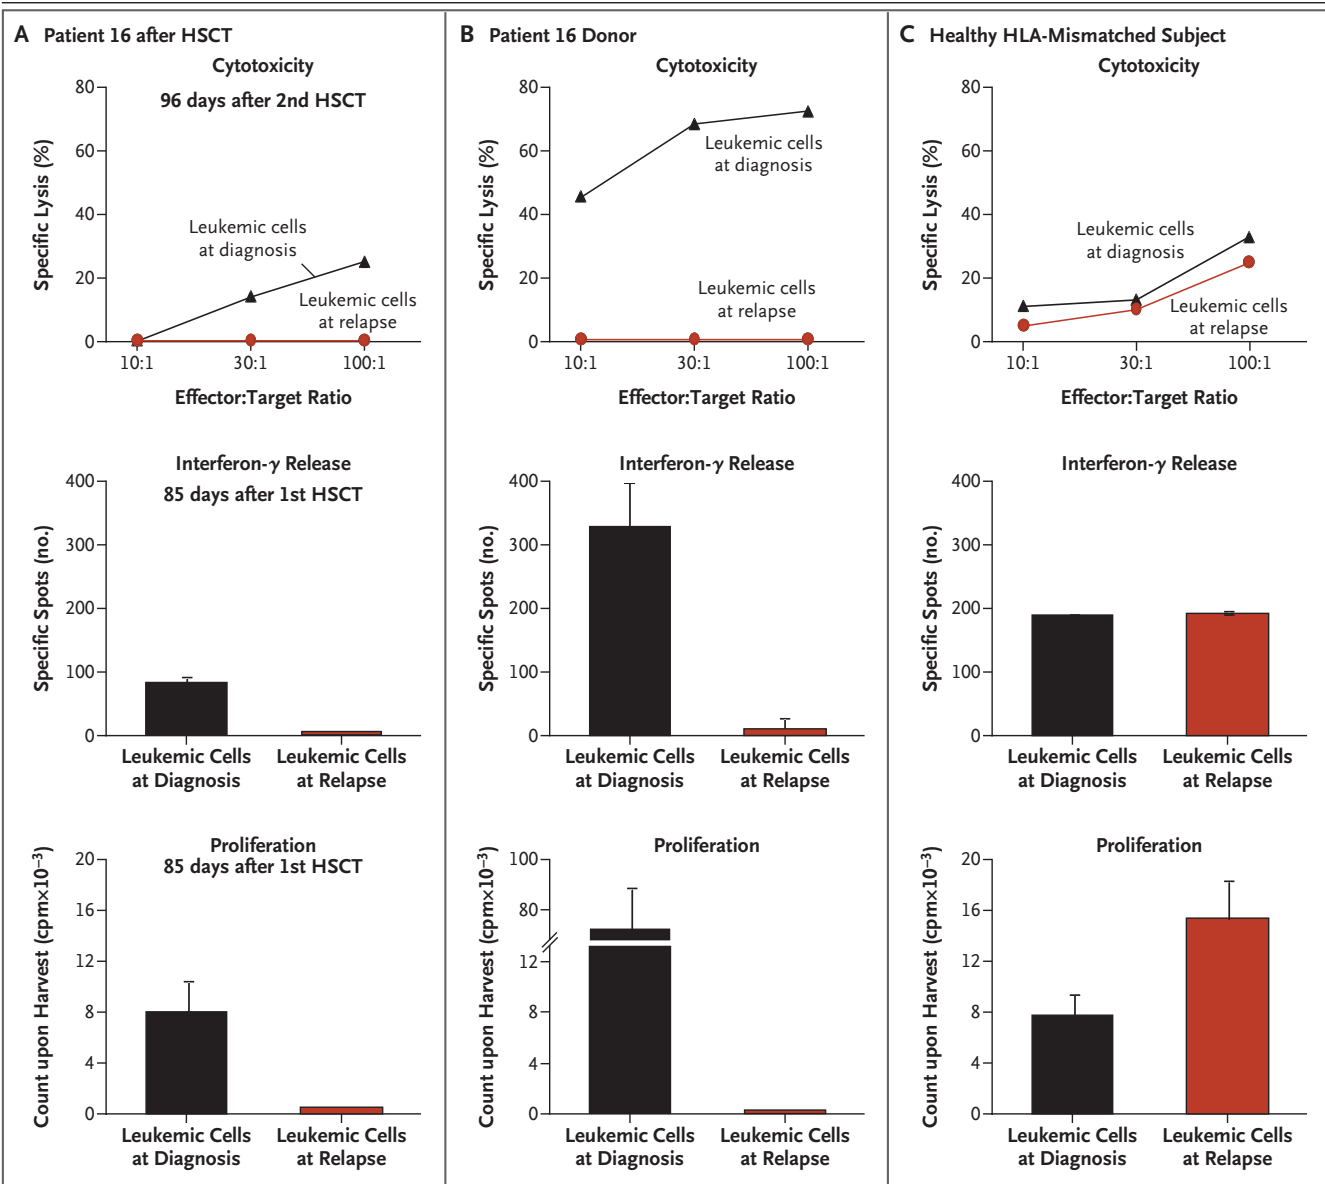 A Patient 16 after HSCT
Cytotoxicity
96 days after 2nd HSCT
Specific Lysis (%)
80
60
40
20
0
Leukemic cells
at diagnosis
Leukemic cells
at relapse
10:1 30:1 100:1
Effector:Target Ratio
Interferon-γ Release
85 days after 1st HSCT
Specific Spots (no.)
400
300
200
100
0
Leukemic Cells
at Diagnosis
Leukemic Cells
at Relapse
Proliferation
85 days after 1st HSCT
Count upon Harvest (cpm×10⁻³)
20
16
12
8
4
0
Leukemic Cells
at Diagnosis
Leukemic Cells
at Relapse
B Patient 16 Donor
Cytotoxicity
Specific Lysis (%)
80
60
40
20
0
Leukemic cells
at diagnosis
Leukemic cells
at relapse
10:1 30:1 100:1
Effector:Target Ratio
Interferon-γ Release
Specific Spots (no.)
400
300
200
100
0
Leukemic Cells
at Diagnosis
Leukemic Cells
at Relapse
Proliferation
Count upon Harvest (cpm×10⁻³)
100
80
12
8
4
0
Leukemic Cells
at Diagnosis
Leukemic Cells
at Relapse
C Healthy HLA-Mismatched Subject
Cytotoxicity
Specific Lysis (%)
80
60
40
20
0
Leukemic cells
at diagnosis
Leukemic cells
at relapse
10:1 30:1 100:1
Effector:Target Ratio
Interferon-γ Release
Specific Spots (no.)
400
300
200
100
0
Leukemic Cells
at Diagnosis
Leukemic Cells
at Relapse
Proliferation
Count upon Harvest (cpm×10⁻³)
20
16
12
8
4
0
Leukemic Cells
at Diagnosis
Leukemic Cells
at Relapse